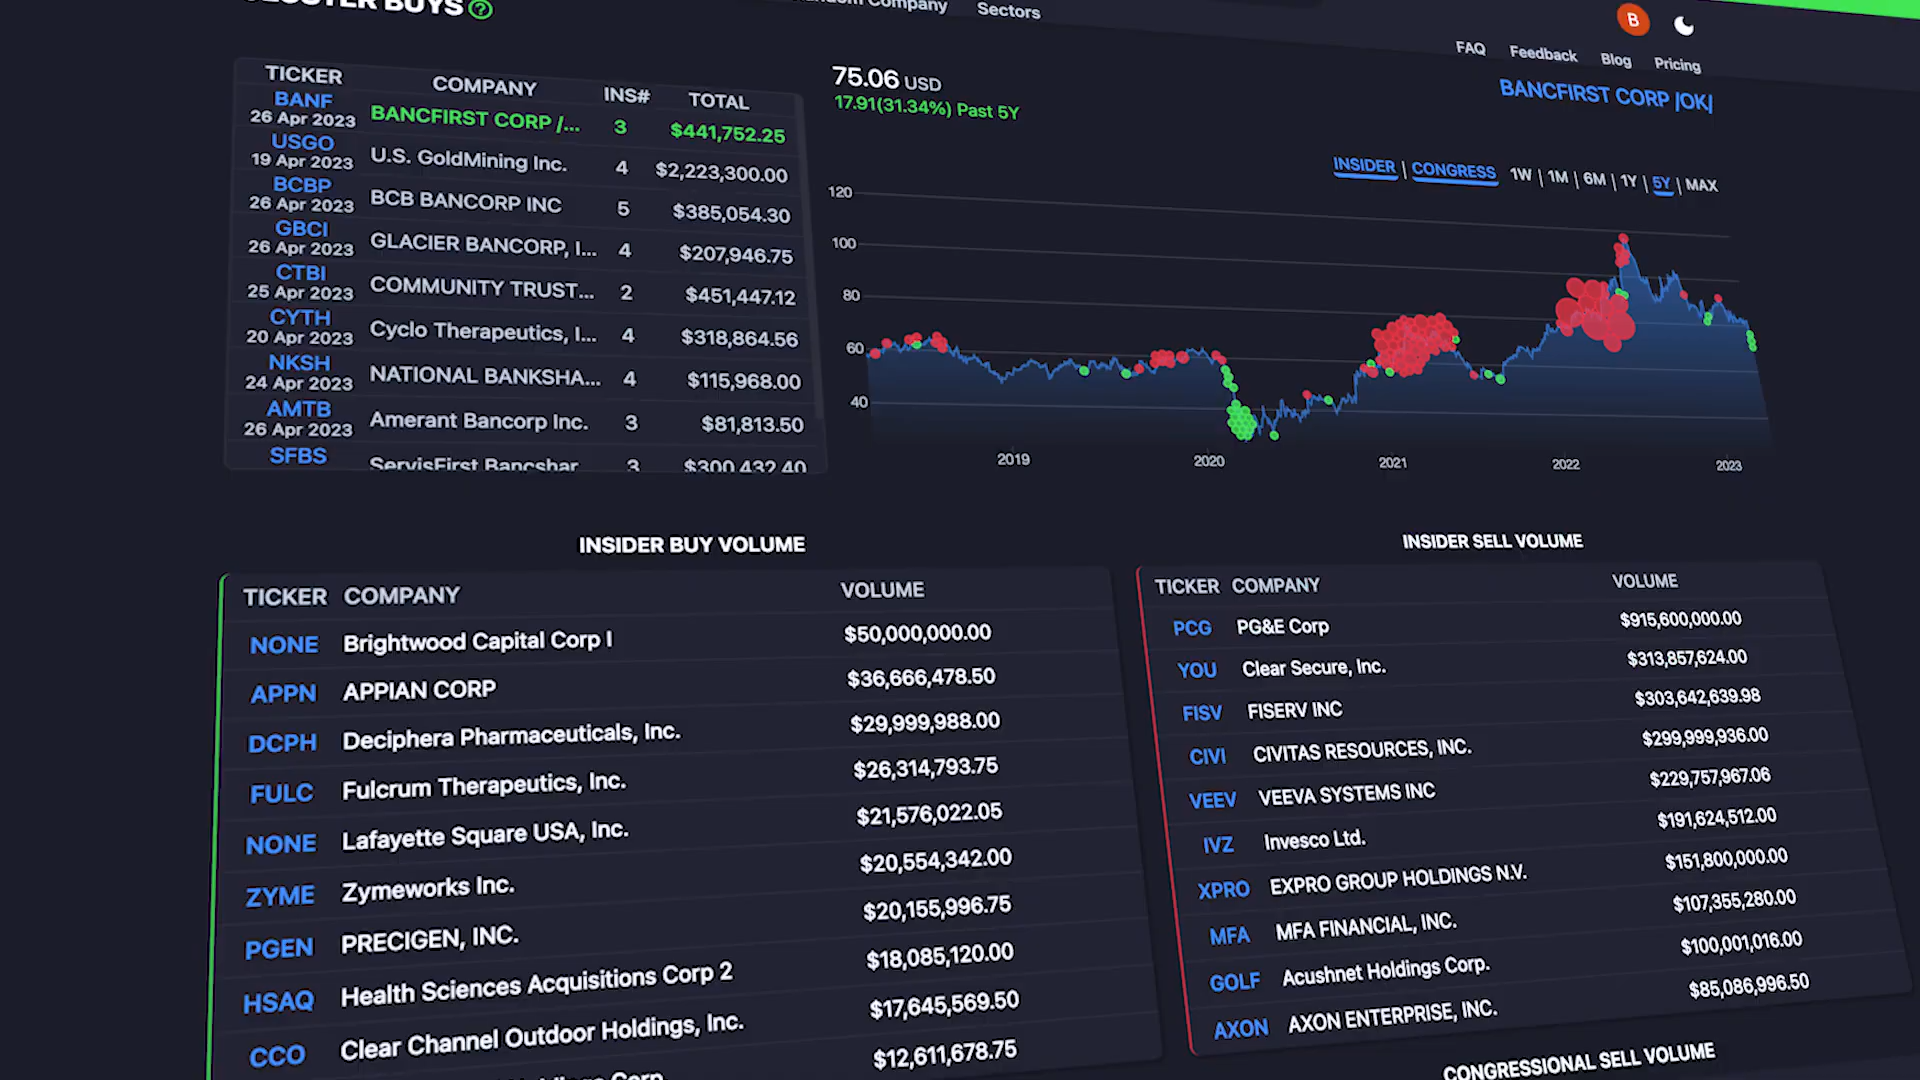 BUYS ?
Company
Sectors
B
FAQ
Feedback
Blog
Pricing
TICKER COMPANY INS# TOTAL
BANF
26 Apr 2023 BANCFIRST CORP /... 3 $441,752.25
USGO
19 Apr 2023 U.S. GoldMining Inc. 4 $2,223,300.00
BCBP
26 Apr 2023 BCB BANCORP INC 5 $385,054.30
GBCI
26 Apr 2023 GLACIER BANCORP, I... 4 $207,946.75
CTBI
25 Apr 2023 COMMUNITY TRUST... 2 $451,447.12
CYTH
20 Apr 2023 Cyclo Therapeutics, I... 4 $318,864.56
NKSH
24 Apr 2023 NATIONAL BANKSHA... 4 $115,968.00
AMTB
26 Apr 2023 Amerant Bancorp Inc. 3 $81,813.50
SFBS ServisFirst Bancshar 3 $300,432.40
75.06 USD
17.91(31.34%) Past 5Y
BANCFIRST CORP |OK|
INSIDER | CONGRESS 1W | 1M | 6M | 1Y | 5Y | MAX
120
100
80
60
40
2019 2020 2021 2022 2023
INSIDER BUY VOLUME
TICKER COMPANY VOLUME
NONE Brightwood Capital Corp I $50,000,000.00
APPN APPIAN CORP $36,666,478.50
DCPH Deciphera Pharmaceuticals, Inc. $29,999,988.00
FULC Fulcrum Therapeutics, Inc. $26,314,793.75
NONE Lafayette Square USA, Inc. $21,576,022.05
ZYME Zymeworks Inc. $20,554,342.00
PGEN PRECIGEN, INC. $20,155,996.75
HSAQ Health Sciences Acquisitions Corp 2 $18,085,120.00
CCO Clear Channel Outdoor Holdings, Inc. $17,645,569.50
Corp $12,611,678.75
INSIDER SELL VOLUME
TICKER COMPANY VOLUME
PCG PG&E Corp $915,600,000.00
YOU Clear Secure, Inc. $313,857,624.00
FISV FISERV INC $303,642,639.98
CIVI CIVITAS RESOURCES, INC. $299,999,936.00
VEEV VEEVA SYSTEMS INC $229,757,967.06
IVZ Invesco Ltd. $191,624,512.00
XPRO EXPRO GROUP HOLDINGS N.V. $151,800,000.00
MFA MFA FINANCIAL, INC. $107,355,280.00
GOLF Acushnet Holdings Corp. $100,001,016.00
AXON AXON ENTERPRISE, INC. $85,086,996.50
CONGRESSIONAL SELL VOLUME